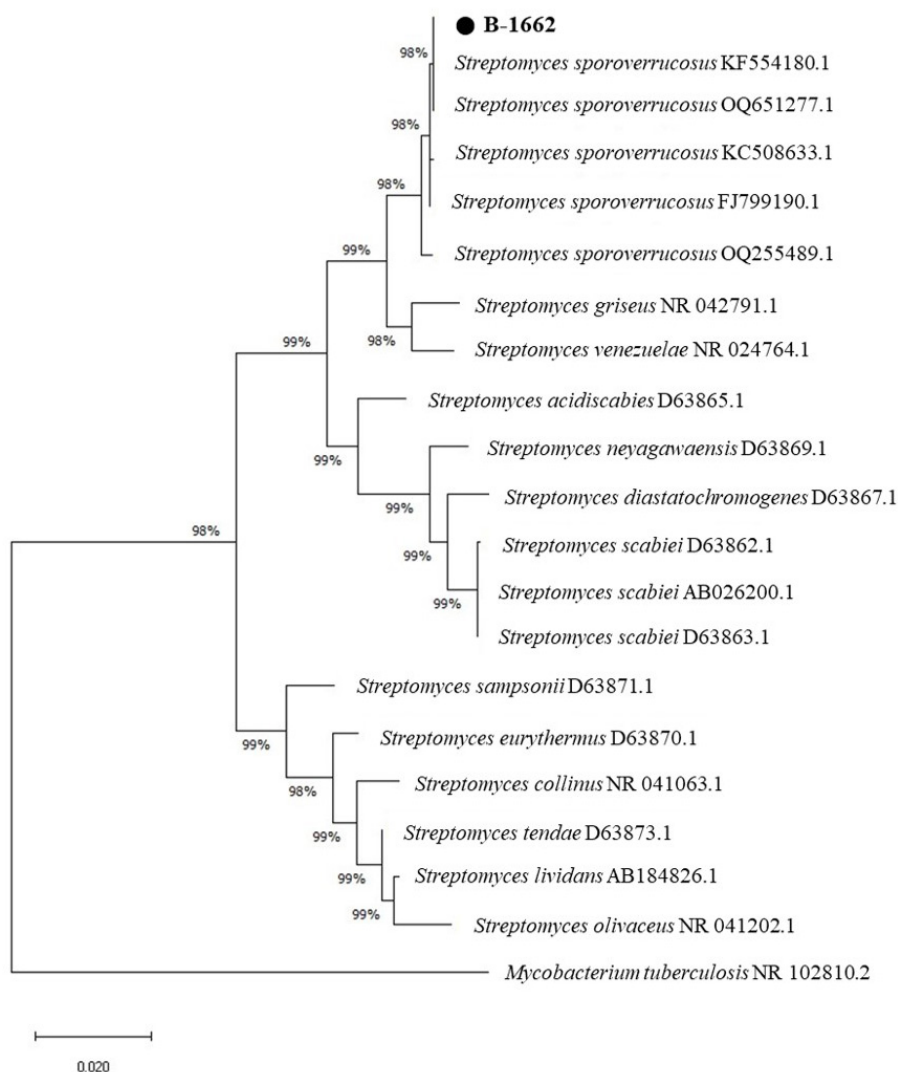 B-1662
98%
Streptomyces sporoverrucosus KF554180.1
Streptomyces sporoverrucosus OQ651277.1
98%
Streptomyces sporoverrucosus KC508633.1
98%
Streptomyces sporoverrucosus FJ799190.1
99%
Streptomyces sporoverrucosus OQ255489.1
Streptomyces griseus NR 042791.1
99%
98%
Streptomyces venezuelae NR 024764.1
Streptomyces acidiscabies D63865.1
99%
Streptomyces neyagawaensis D63869.1
Streptomyces diastatochromogenes D63867.1
99%
98%
Streptomyces scabiei D63862.1
99%
Streptomyces scabiei AB026200.1
99%
Streptomyces scabiei D63863.1
Streptomyces sampsonii D63871.1
99%
Streptomyces eurythermus D63870.1
Streptomyces collinus NR 041063.1
98%
Streptomyces tendae D63873.1
99%
Streptomyces lividans AB184826.1
99%
99%
Streptomyces olivaceus NR 041202.1
Mycobacterium tuberculosis NR 102810.2
0.020